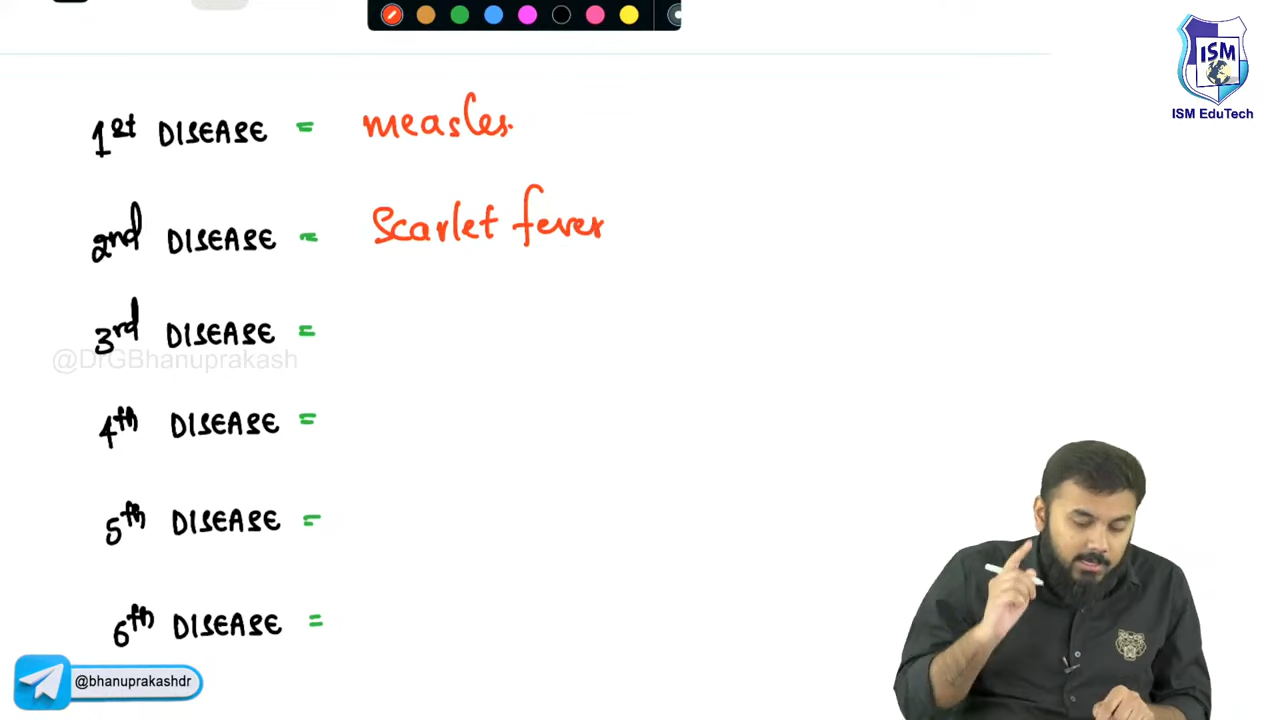 ISM
ISM EduTech
1st DISEASE = measles.
2nd DISEASE = Scarlet fever
3rd DISEASE =
@DrGBhanuprakash
4th DISEASE =
5th DISEASE =
6th DISEASE =
@bhanuprakashdr